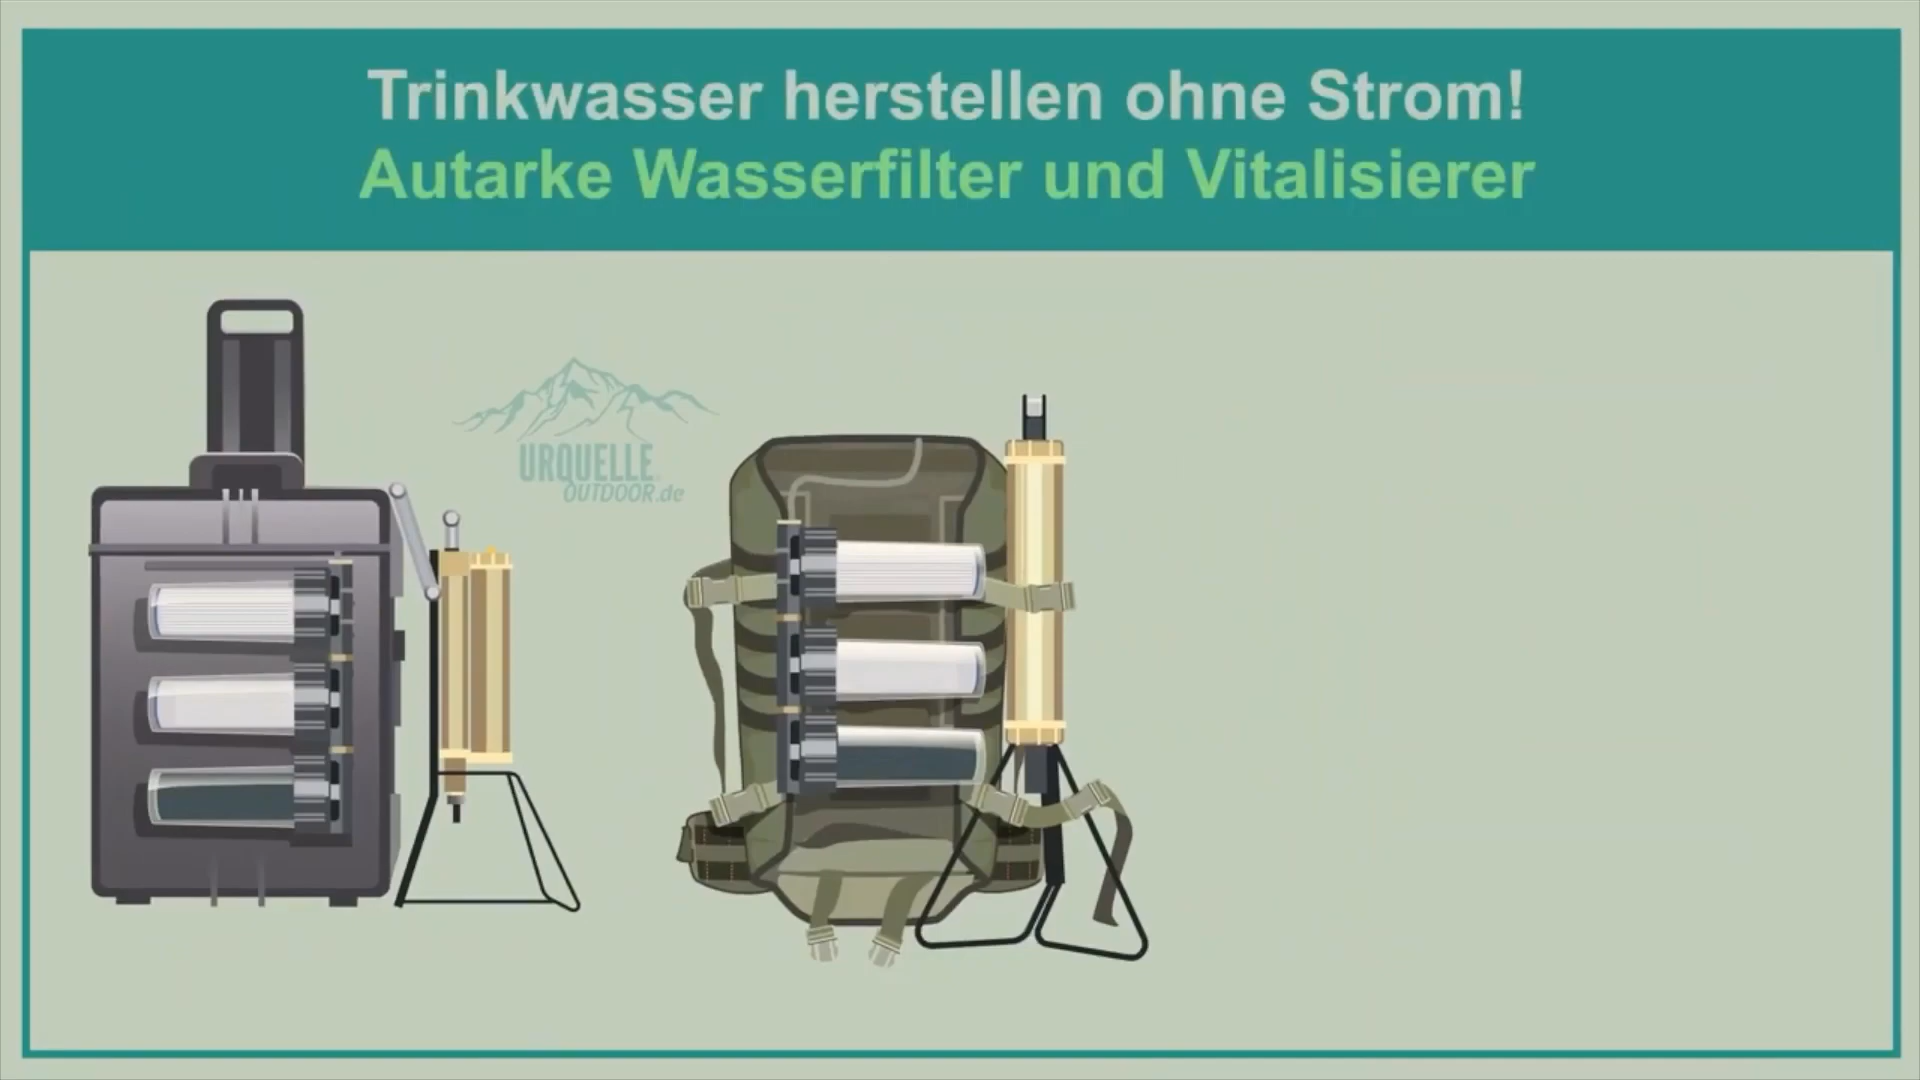 Trinkwasser herstellen ohne Strom!
Autarke Wasserfilter und Vitalisierer
URQUELLE
OUTDOOR.de